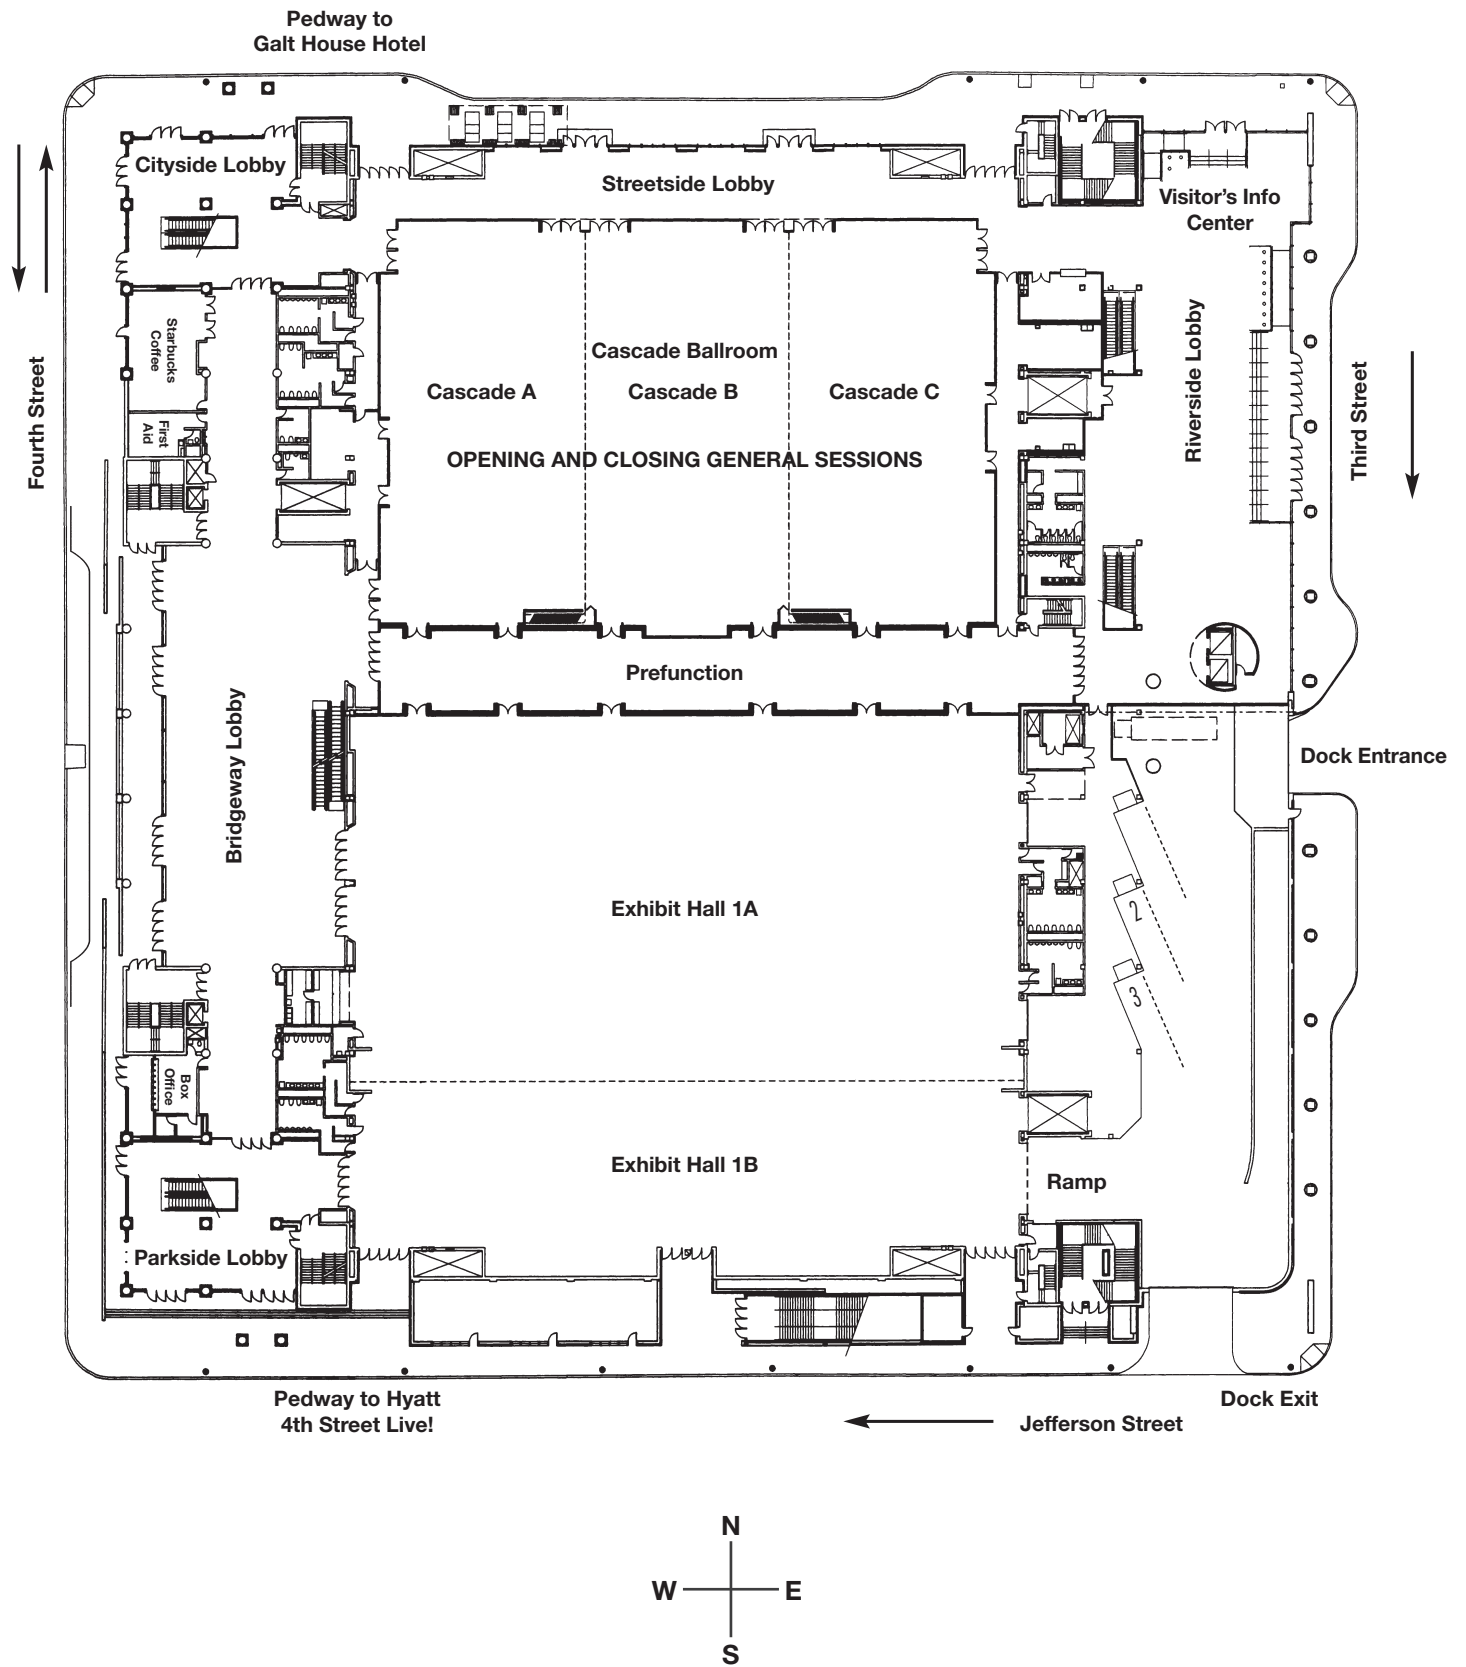 Pedway to
Galt House Hotel
Cityside Lobby
Streetside Lobby
Visitor's Info
Center
Starbucks
Coffee
First
Aid
Cascade Ballroom
Cascade A
Cascade B
Cascade C
OPENING AND CLOSING GENERAL SESSIONS
Riverside Lobby
Fourth Street
Third Street
Prefunction
Bridgeway Lobby
Dock Entrance
Exhibit Hall 1A
2
3
Box
Office
Exhibit Hall 1B
Ramp
Parkside Lobby
Pedway to Hyatt
4th Street Live!
Dock Exit
Jefferson Street
N
W
E
S